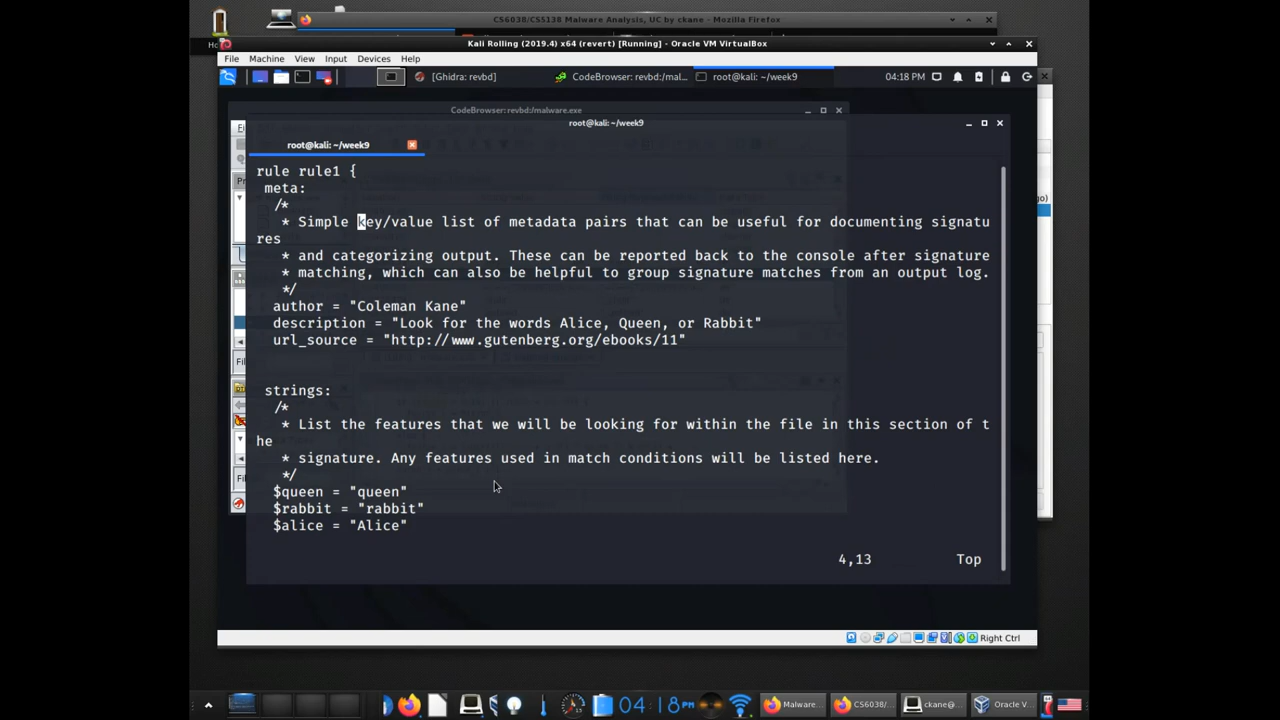 CS6038/CS5138 Malware Analysis, UC by ckane - Mozilla Firefox
Kali Rolling (2019.4) x64 (revert) [Running] - Oracle VM VirtualBox
File Machine View Input Devices Help
[Ghidra: revbd] CodeBrowser: revbd:/mal... root@kali: ~/week9 04:18 PM
CodeBrowser: revbd:/malware.exe
root@kali: ~/week9
root@kali: ~/week9
rule rule1 {
meta:
/*
* Simple key/value list of metadata pairs that can be useful for documenting signatu
res
* and categorizing output. These can be reported back to the console after signature
* matching, which can also be helpful to group signature matches from an output log.
*/
author = "Coleman Kane"
description = "Look for the words Alice, Queen, or Rabbit"
url_source = "http://www.gutenberg.org/ebooks/11"
strings:
/*
* List the features that we will be looking for within the file in this section of t
he
* signature. Any features used in match conditions will be listed here.
*/
$queen = "queen"
$rabbit = "rabbit"
$alice = "Alice"
4,13 Top
Right Ctrl
04:18 PM Malware... CS6038/... ckane@... Oracle V...